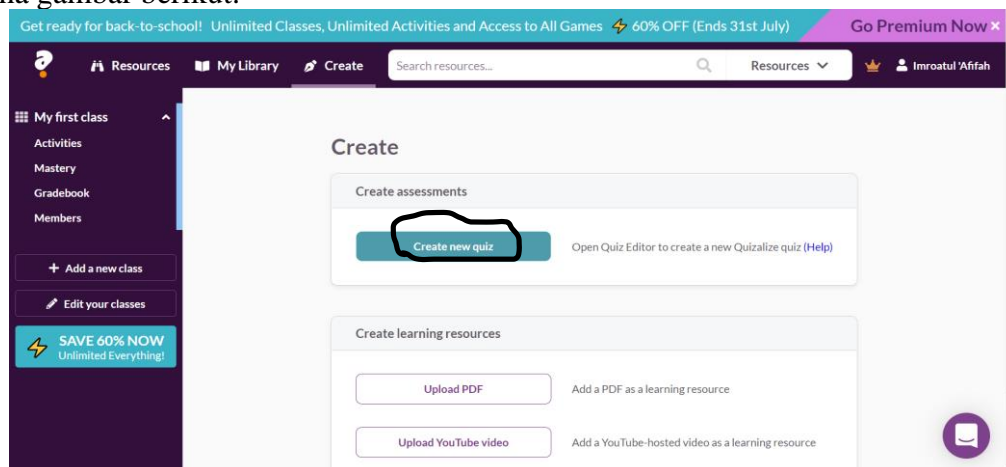 gambar berikut.
Get ready for back-to-school! Unlimited Classes, Unlimited Activities and Access to All Games ⚡ 60% OFF (Ends 31st July) Go Premium Now ×
Resources My Library Create Search resources... Resources Imroatul 'Afifah
My first class
Activities
Mastery
Gradebook
Members
+ Add a new class
Edit your classes
SAVE 60% NOW
Unlimited Everything!
Create
Create assessments
Create new quiz Open Quiz Editor to create a new Quizalize quiz (Help)
Create learning resources
Upload PDF Add a PDF as a learning resource
Upload YouTube video Add a YouTube-hosted video as a learning resource